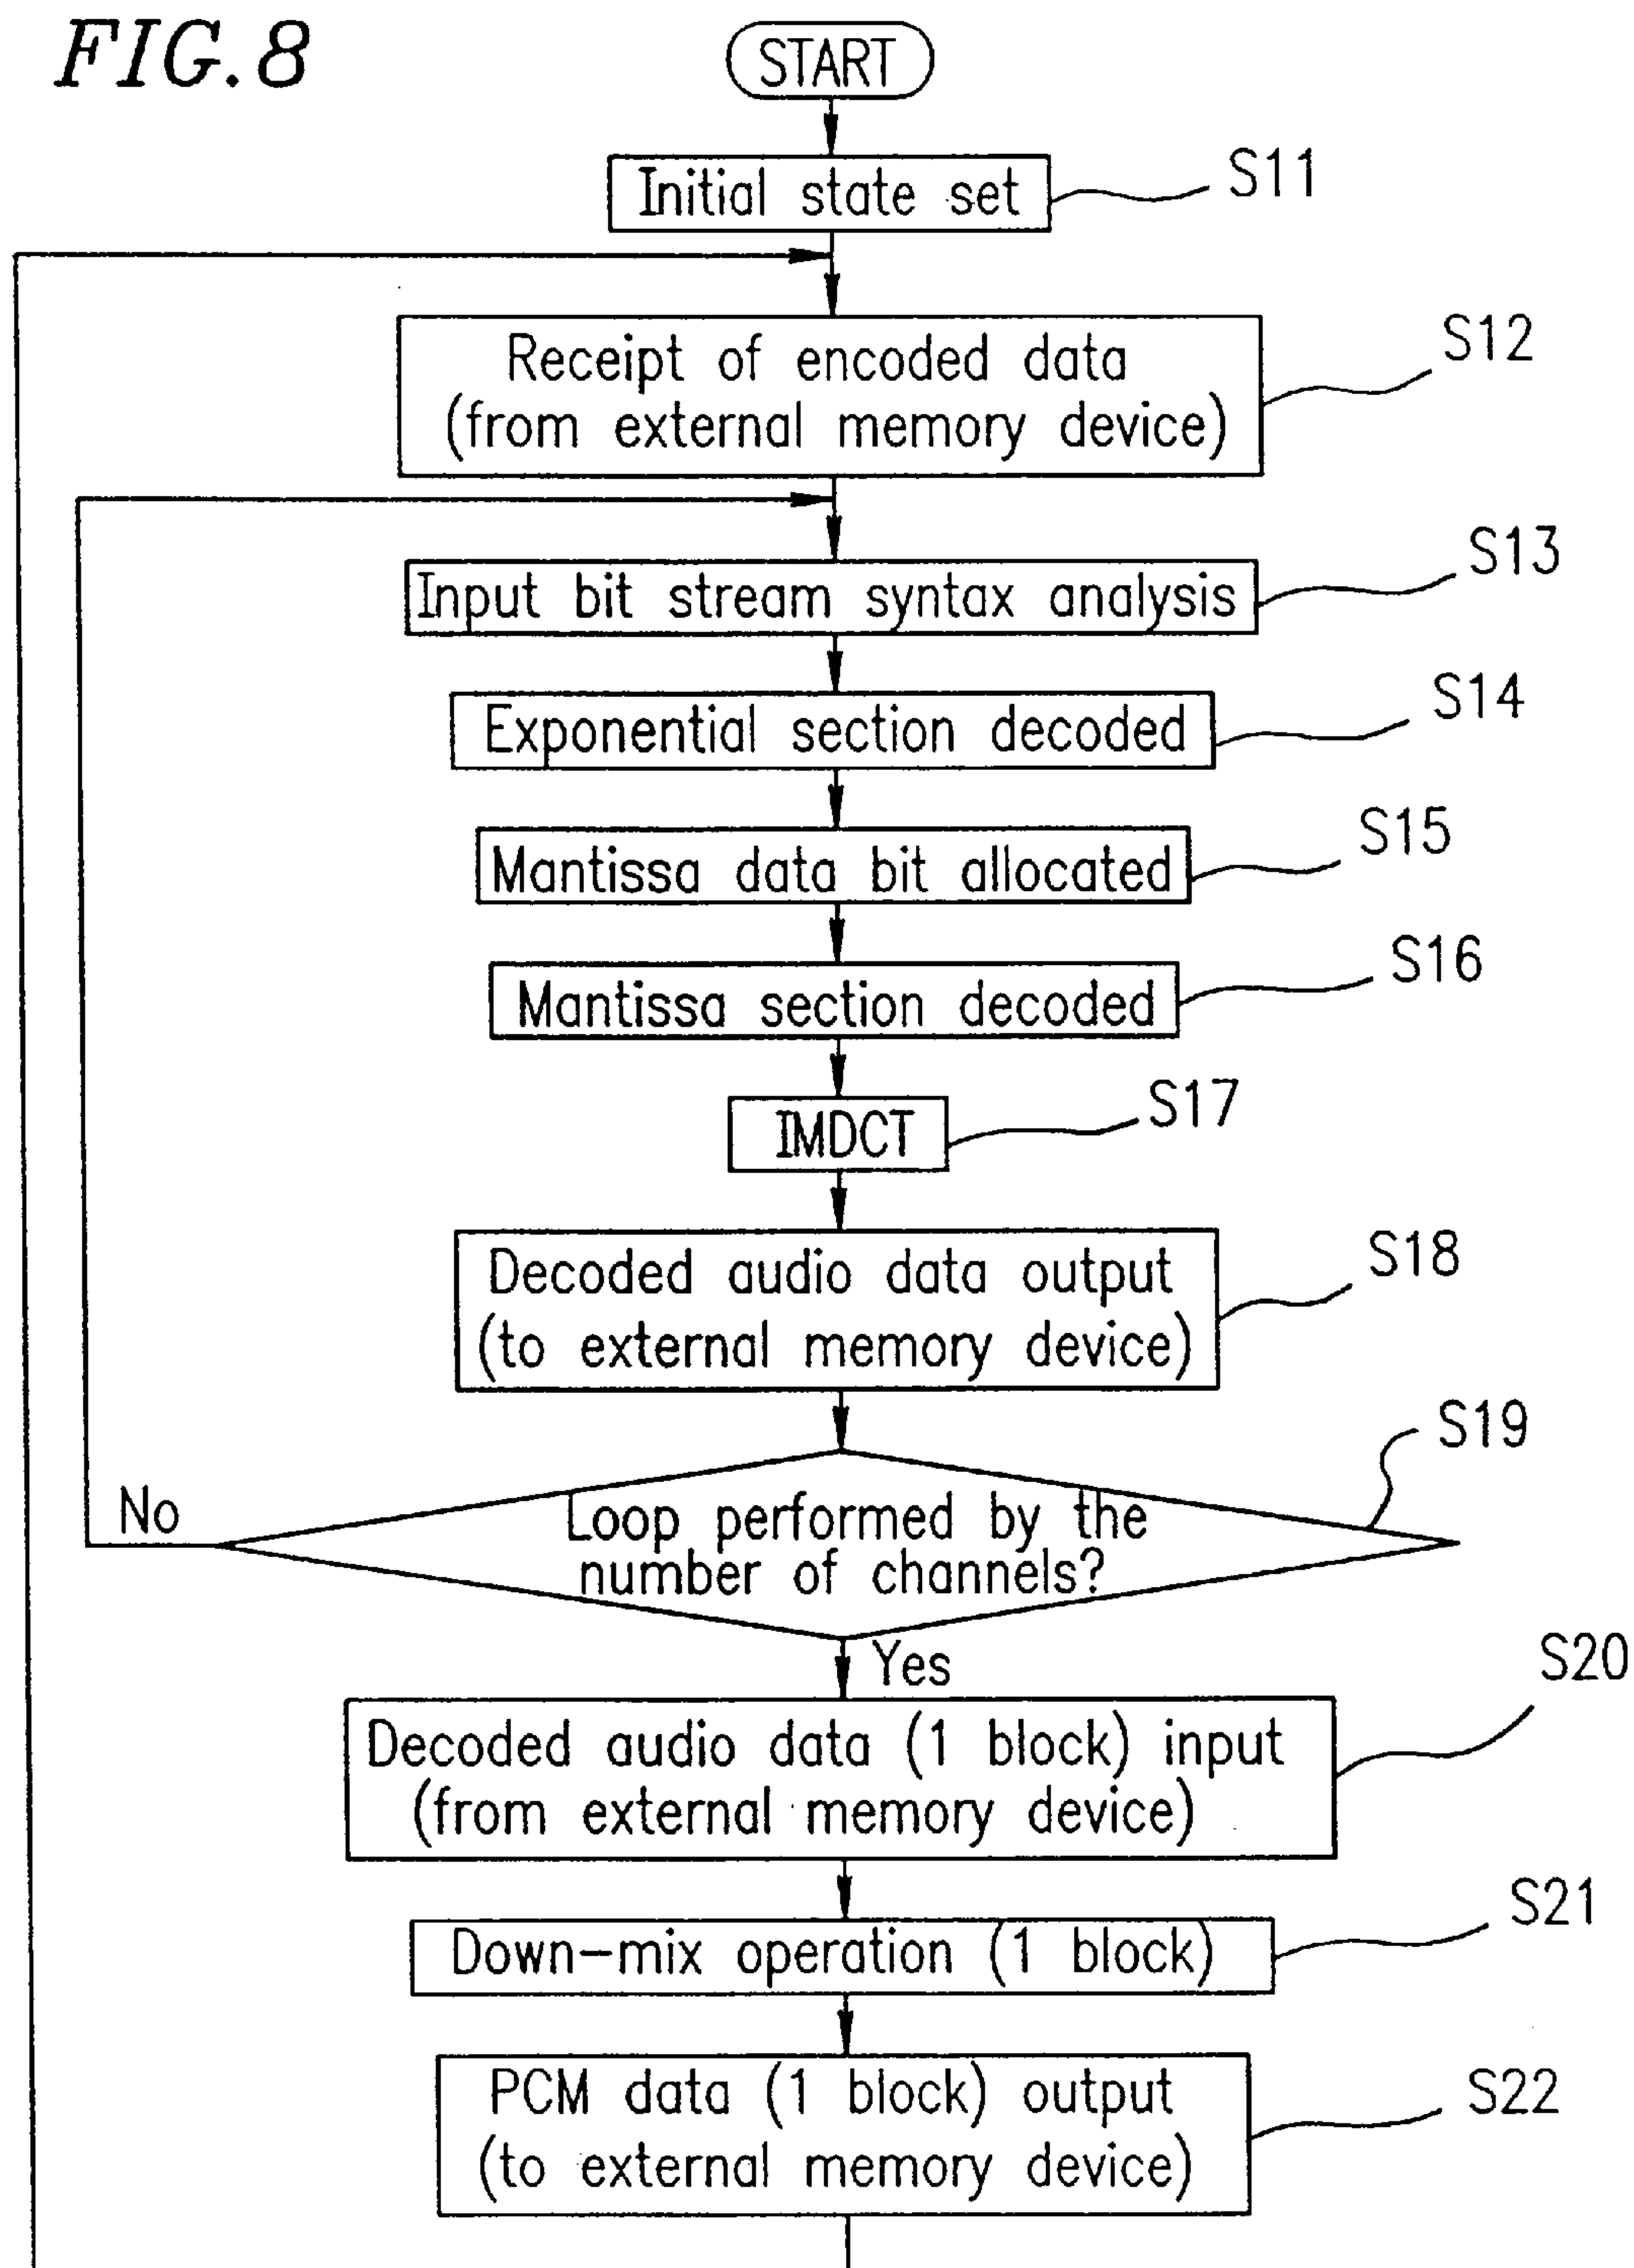 FIG.8
START
Initial state set
S11
Receipt of encoded data
(from external memory device)
S12
Input bit stream syntax analysis
S13
Exponential section decoded
S14
Mantissa data bit allocated
S15
Mantissa section decoded
S16
IMDCT
S17
Decoded audio data output
(to external memory device)
S18
Loop performed by the
number of channels?
S19
No
Yes
Decoded audio data (1 block) input
(from external memory device)
S20
Down-mix operation (1 block)
S21
PCM data (1 block) output
(to external memory device)
S22